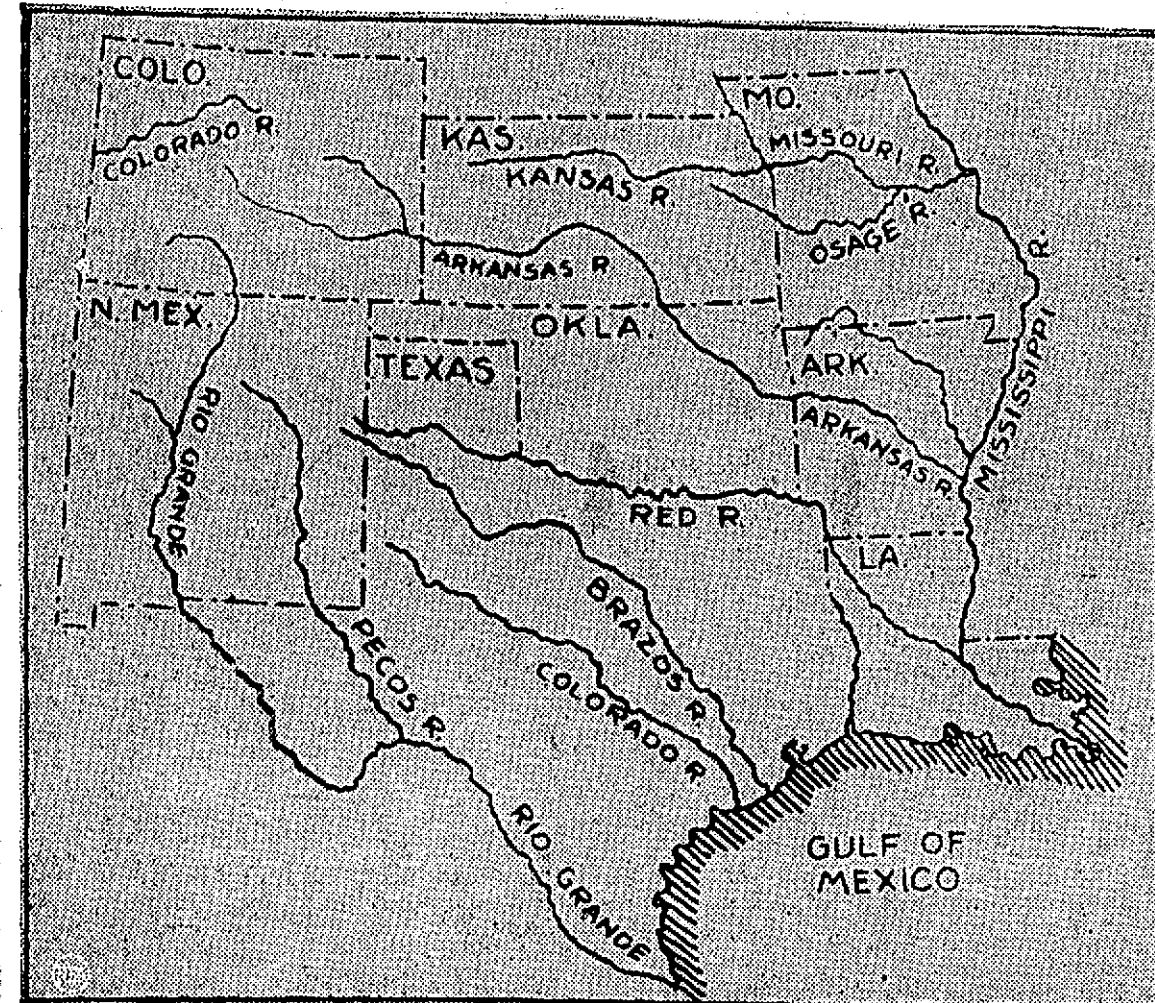 COLO.
COLORADO R.
KAS.
KANSAS R.
MO.
MISSOURI R.
OSAGE R.
ARKANSAS R.
MISSISSIPPI R.
N. MEX.
OKLA.
TEXAS
ARK.
ARKANSAS R.
RIO GRANDE
RED R.
LA.
PECOS R.
BRAZOS R.
COLORADO R.
RIO GRANDE
GULF OF
MEXICO